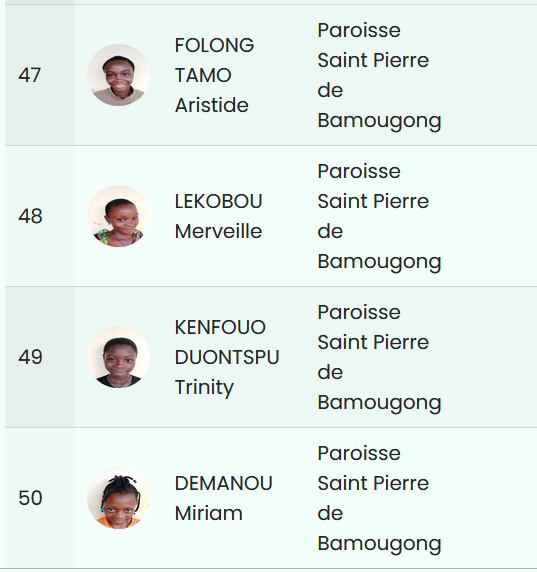 47
FOLONG
TAMO
Aristide
Paroisse
Saint Pierre
de
Bamougong
48
LEKOBOU
Merveille
Paroisse
Saint Pierre
de
Bamougong
49
KENFOUO
DUONTSPU
Trinity
Paroisse
Saint Pierre
de
Bamougong
50
DEMANOU
Miriam
Paroisse
Saint Pierre
de
Bamougong